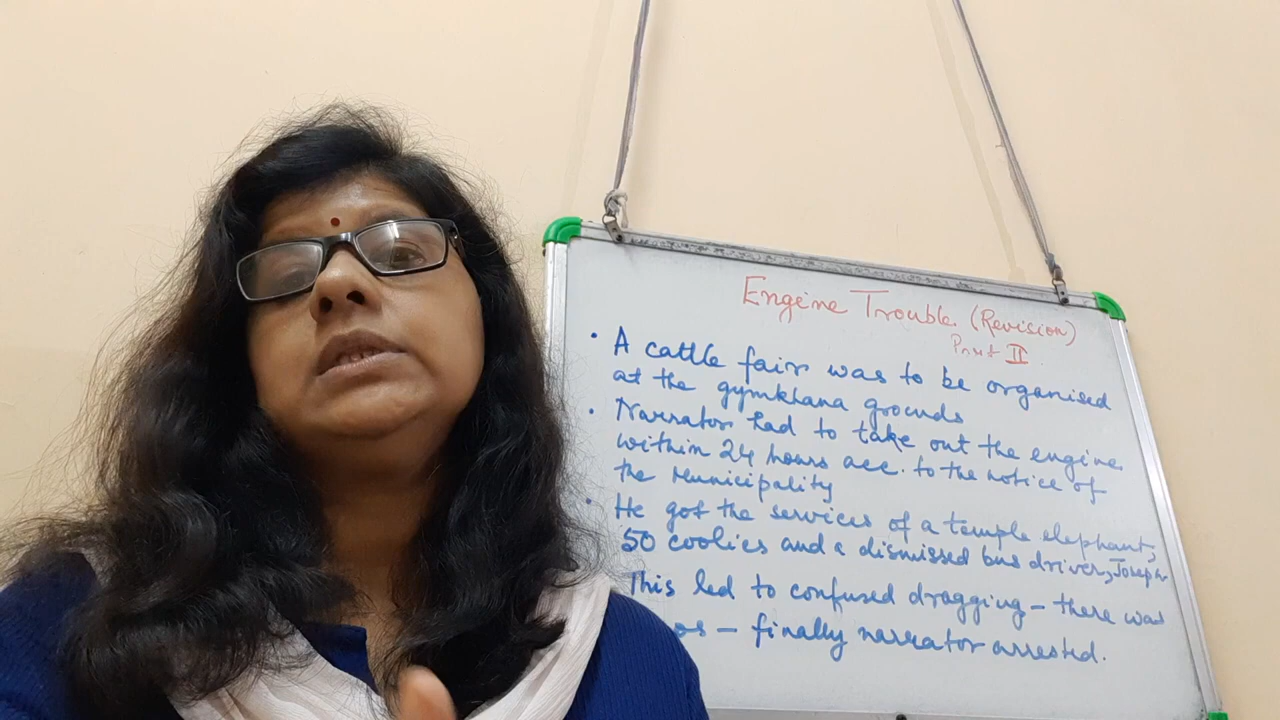 Engine Trouble (Revision)
Part II
• A cattle fair was to be organised
at the gymkhana grounds
• Narrator had to take out the engine
within 24 hours acc. to the notice of
the Municipality
• He got the services of a temple elephant,
50 coolies and a dismissed bus driver, Joseph
This led to confused dragging – there was
os – finally narrator arrested.